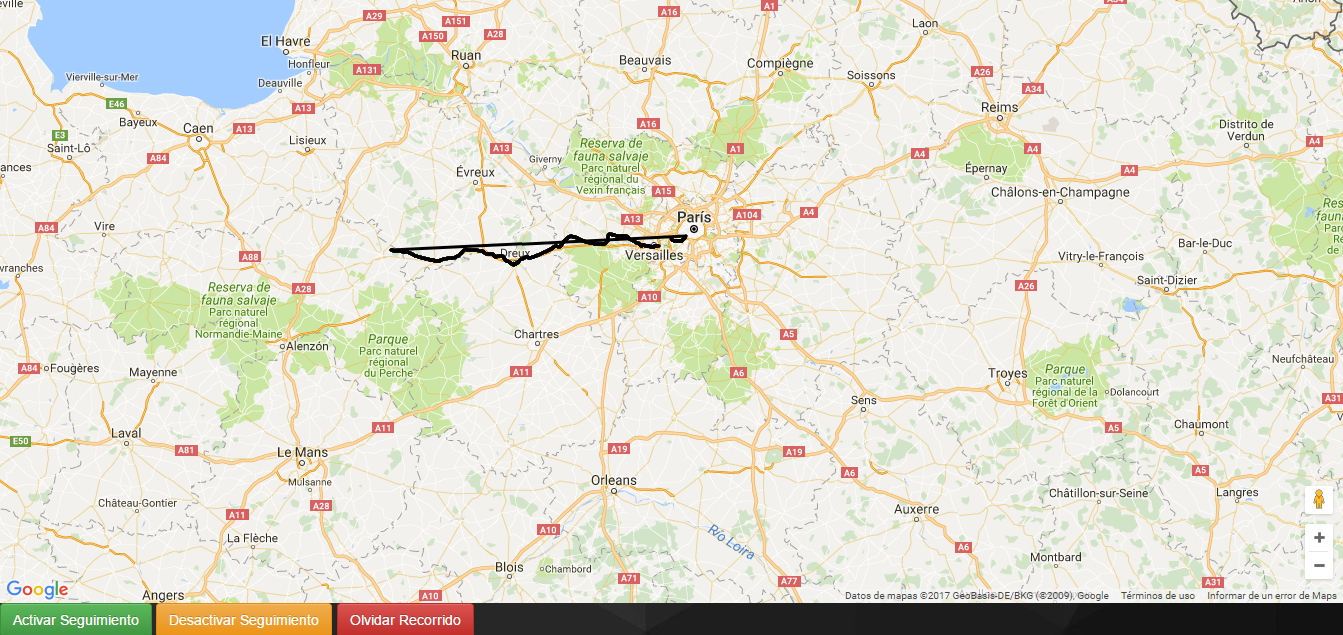 eville
A29
A151
A28
A16
A1
A34
Arlon
El Havre
A150
Ruan
Laon
Honfleur
Beauvais
Compiègne
Soissons
A26
Vierville-sur-Mer
Deauville
A131
A34
E46
A13
Reims
Bayeux
Caen
A13
A16
Distrito de
Verdun
E3
Lisieux
A13
Reserva de
fauna salvaje
Parc naturel
régional du
Vexin français
A1
A4
A4
A4
Saint-Lô
A84
Giverny
Évreux
Épernay
A4
ances
A15
Châlons-en-Champagne
A13
París
A104
A4
Res
fauna
Parc
de
A84
Vire
Bar-le-Duc
Dreux
Versailles
A88
Vitry-le-François
vranches
Saint-Dizier
Reserva de
fauna salvaje
Parc naturel
régional
Normandie-Maine
A28
A10
A26
Chartres
A5
Parque
Parc naturel
régional
du Perche
Alenzón
Neufchâteau
A84
Fougères
Mayenne
A11
A6
Troyes
Parque
Parc naturel
régional de la
Forêt d'Orient
Dolancourt
Sens
A31
A11
Chaumont
Laval
A5
E50
A81
Le Mans
A19
A19
Mulsanne
A6
A5
Orleans
Château-Gontier
Châtillon-sur-Seine
Langres
A28
A11
Auxerre
La Flèche
A10
Río Loira
A6
Montbard
Blois
Chambord
A71
A77
A31
Google
Angers
A10
Datos de mapas ©2017 GeoBasis-DE/BKG (©2009), Google
Términos de uso
Informar de un error de Maps
Activar Seguimiento
Desactivar Seguimiento
Olvidar Recorrido